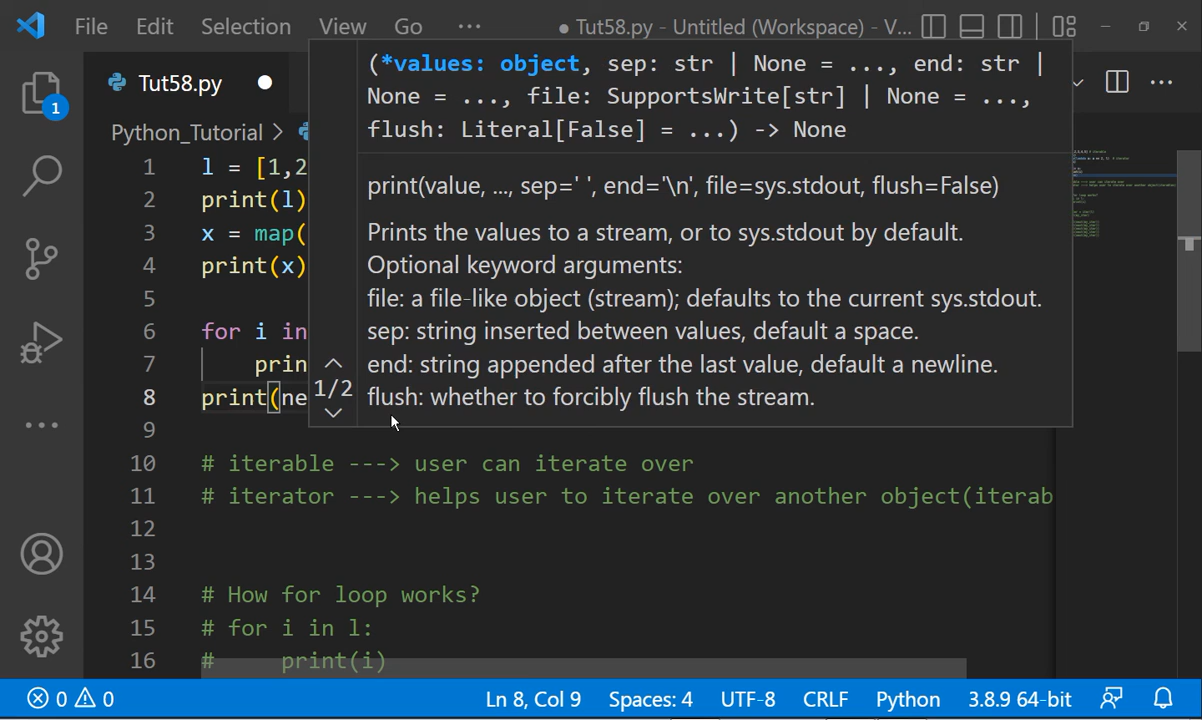 File Edit Selection View Go ··· ● Tut58.py - Untitled (Workspace) - V...
1
Tut58.py
Python_Tutorial >
(*values: object, sep: str | None = ..., end: str |
None = ..., file: SupportsWrite[str] | None = ...,
flush: Literal[False] = ...) -> None
print(value, ..., sep=' ', end='\n', file=sys.stdout, flush=False)
Prints the values to a stream, or to sys.stdout by default.
Optional keyword arguments:
file: a file-like object (stream); defaults to the current sys.stdout.
sep: string inserted between values, default a space.
end: string appended after the last value, default a newline.
flush: whether to forcibly flush the stream.
1/2
1 l = [1,2
2 print(l)
3 x = map(
4 print(x)
5
6 for i in
7 prin
8 print(ne
9
10 # iterable ---> user can iterate over
11 # iterator ---> helps user to iterate over another object(iterab
12
13
14 # How for loop works?
15 # for i in l:
16 # print(i)
0 0 Ln 8, Col 9 Spaces: 4 UTF-8 CRLF Python 3.8.9 64-bit